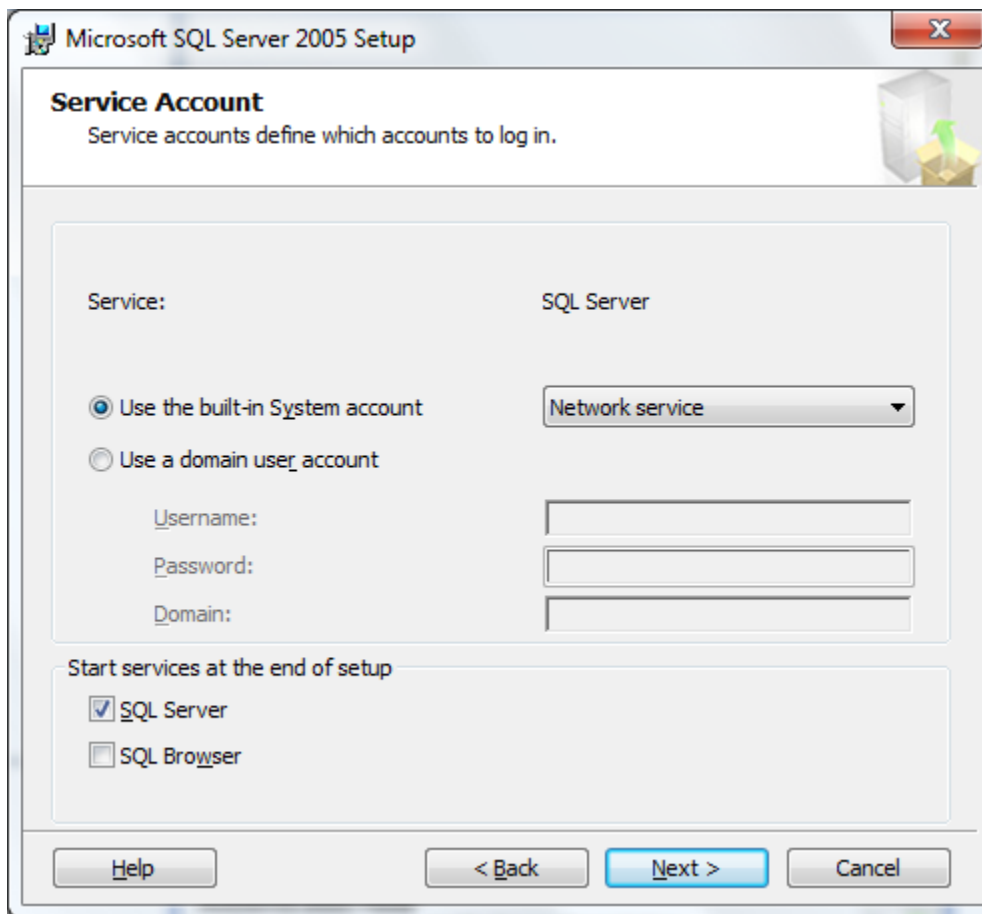 Microsoft SQL Server 2005 Setup
Service Account
Service accounts define which accounts to log in.
Service: SQL Server
Use the built-in System account Network service
Use a domain user account
Username:
Password:
Domain:
Start services at the end of setup
SQL Server
SQL Browser
Help < Back Next > Cancel